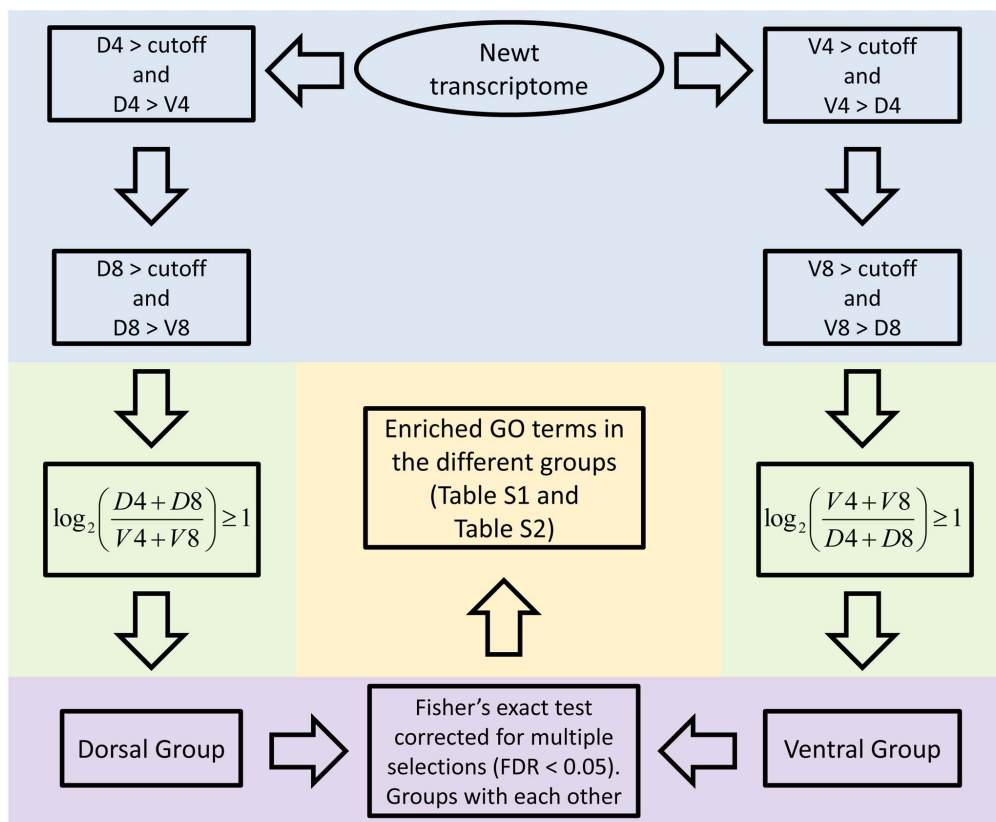 Newt
transcriptome
D4 > cutoff
and
D4 > V4
V4 > cutoff
and
V4 > D4
D8 > cutoff
and
D8 > V8
V8 > cutoff
and
V8 > D8
log₂((D4 + D8)/(V4 + V8)) ≥ 1
Enriched GO terms in
the different groups
(Table S1 and
Table S2)
log₂((V4 + V8)/(D4 + D8)) ≥ 1
Dorsal Group
Fisher's exact test
corrected for multiple
selections (FDR < 0.05).
Groups with each other
Ventral Group